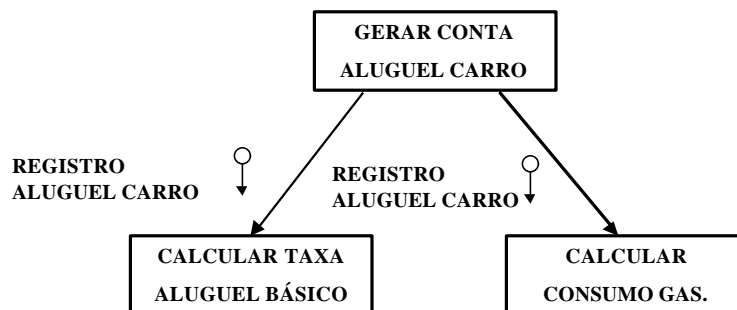 GERAR CONTA
ALUGUEL CARRO
REGISTRO
ALUGUEL CARRO
REGISTRO
ALUGUEL CARRO
CALCULAR TAXA
ALUGUEL BÁSICO
CALCULAR
CONSUMO GAS.